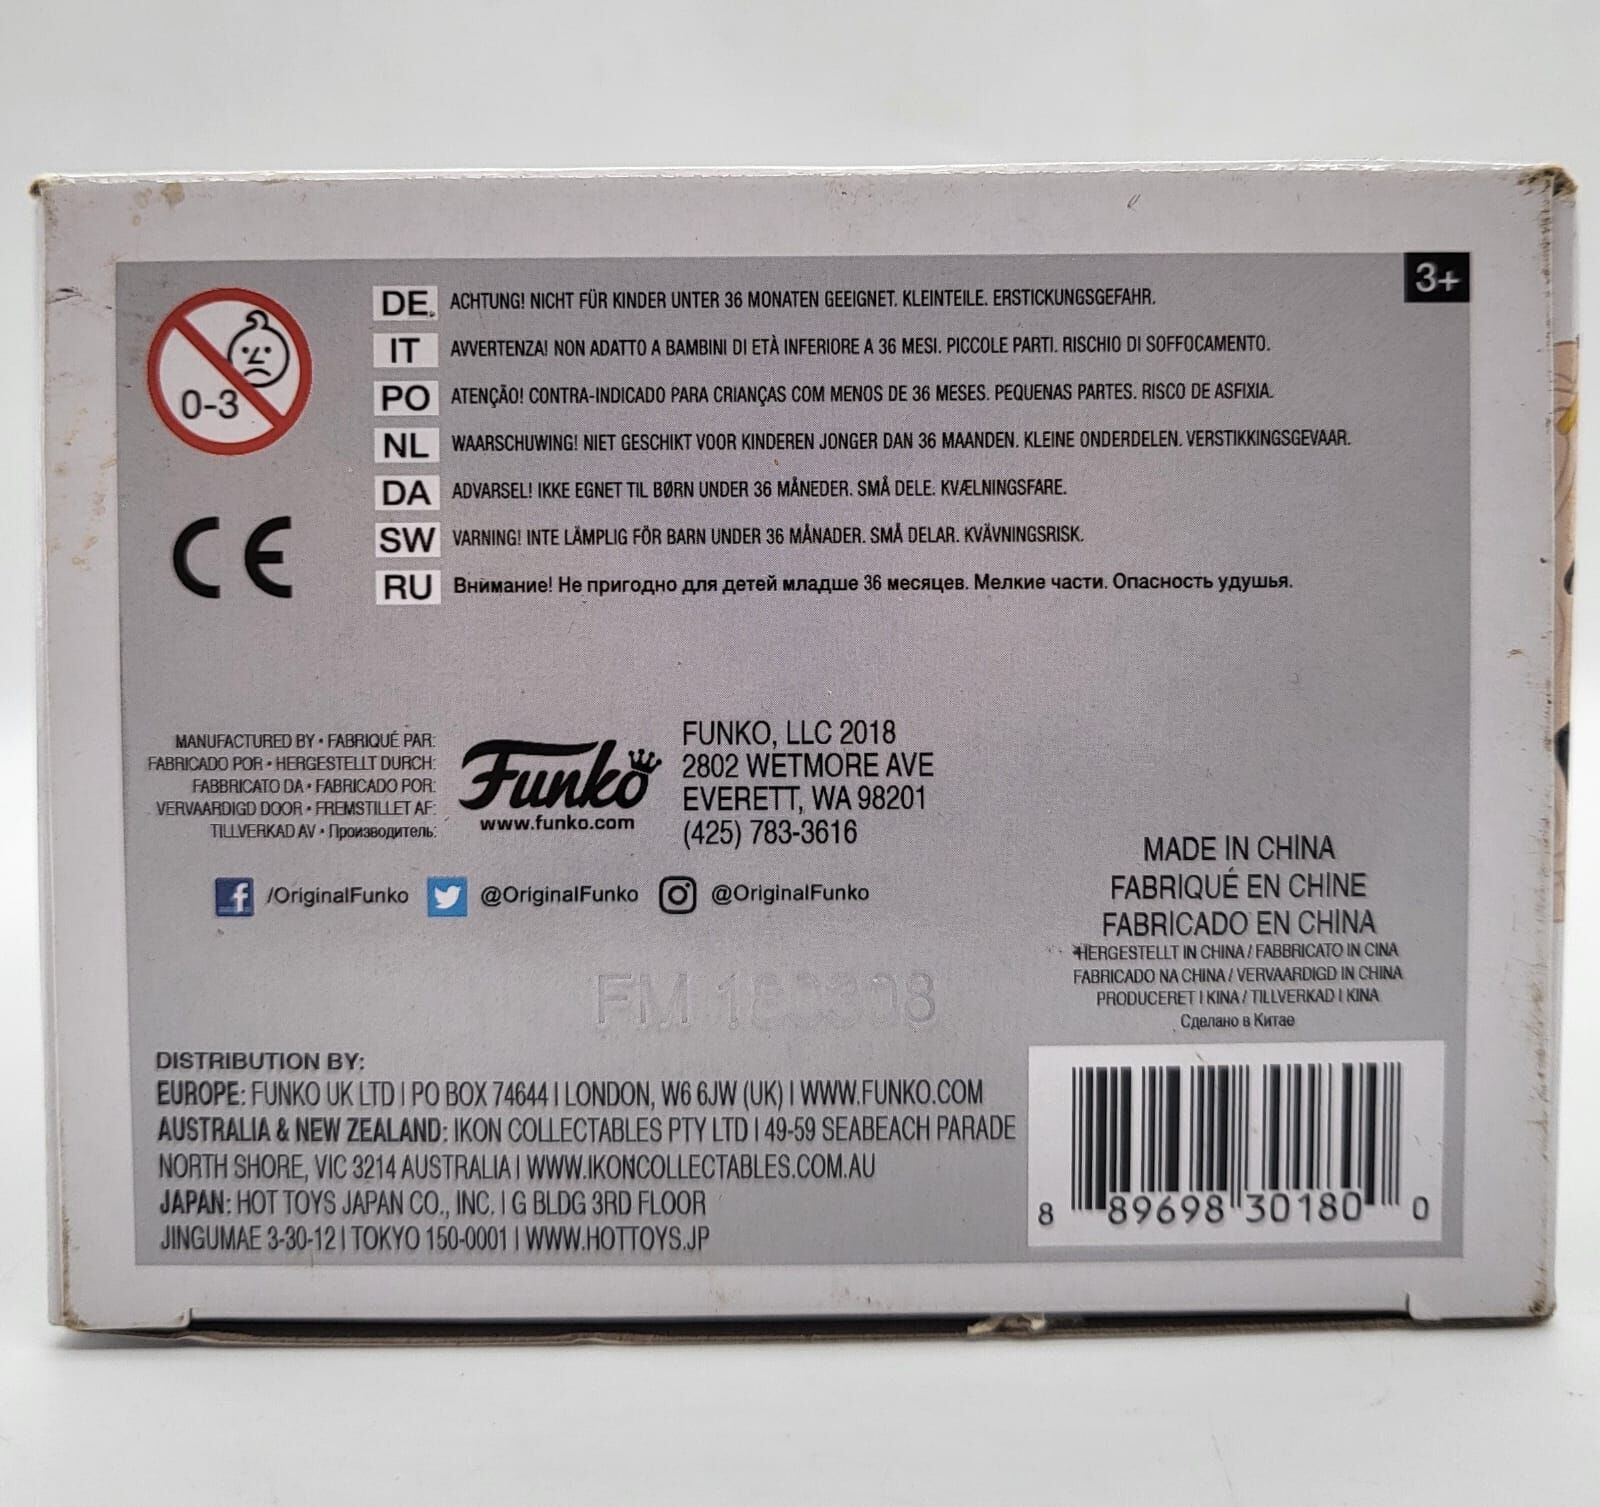 3+
0-3
DE. ACHTUNG! NICHT FÜR KINDER UNTER 36 MONATEN GEEIGNET. KLEINTEILE. ERSTICKUNGSGEFAHR.
IT AVVERTENZA! NON ADATTO A BAMBINI DI ETÀ INFERIORE A 36 MESI. PICCOLE PARTI. RISCHIO DI SOFFOCAMENTO.
PO ATENÇÃO! CONTRA-INDICADO PARA CRIANÇAS COM MENOS DE 36 MESES. PEQUENAS PARTES. RISCO DE ASFIXIA.
NL WAARSCHUWING! NIET GESCHIKT VOOR KINDEREN JONGER DAN 36 MAANDEN. KLEINE ONDERDELEN. VERSTIKKINGSGEVAAR.
DA ADVARSEL! IKKE EGNET TIL BØRN UNDER 36 MÅNEDER. SMÅ DELE. KVÆLNINGSFARE.
SW VARNING! INTE LÄMPLIG FÖR BARN UNDER 36 MÅNADER. SMÅ DELAR. KVÄVNINGSRISK.
RU Внимание! Не пригодно для детей младше 36 месяцев. Мелкие части. Опасность удушья.
CE
MANUFACTURED BY • FABRIQUÉ PAR:
FABRICADO POR • HERGESTELLT DURCH:
FABBRICATO DA • FABRICADO POR:
VERVAARDIGD DOOR • FREMSTILLET AF:
TILLVERKAD AV • Производитель:
Funko
www.funko.com
FUNKO, LLC 2018
2802 WETMORE AVE
EVERETT, WA 98201
(425) 783-3616
/OriginalFunko @OriginalFunko @OriginalFunko
MADE IN CHINA
FABRIQUÉ EN CHINE
FABRICADO EN CHINA
HERGESTELLT IN CHINA / FABBRICATO IN CINA
FABRICADO NA CHINA / VERVAARDIGD IN CHINA
PRODUCERET I KINA / TILLVERKAD I KINA
Сделано в Китае
FM
DISTRIBUTION BY:
EUROPE: FUNKO UK LTD | PO BOX 74644 | LONDON, W6 6JW (UK) | WWW.FUNKO.COM
AUSTRALIA & NEW ZEALAND: IKON COLLECTABLES PTY LTD | 49-59 SEABEACH PARADE
NORTH SHORE, VIC 3214 AUSTRALIA | WWW.IKONCOLLECTABLES.COM.AU
JAPAN: HOT TOYS JAPAN CO., INC. | G BLDG 3RD FLOOR
JINGUMAE 3-30-12 | TOKYO 150-0001 | WWW.HOTTOYS.JP
8 89698 30180 0